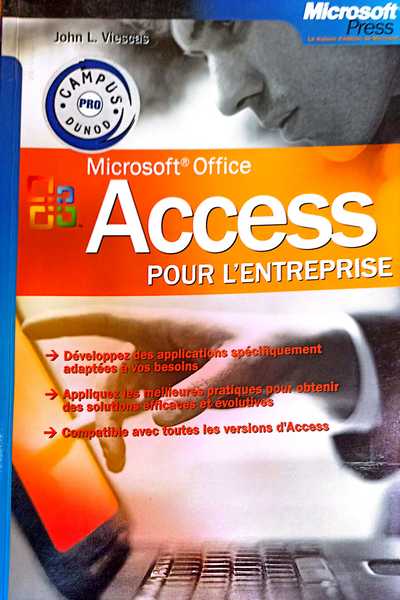 Microsoft
Press
John L. Viescas
CAMPUS
PRO
DUNOD
Microsoft® Office
Access™
POUR L'ENTREPRISE
→ Développez des applications spécifiquement
adaptées à vos besoins
→ Appliquez les meilleures pratiques pour obtenir
des solutions efficaces et évolutives
→ Compatible avec toutes les versions d'Access